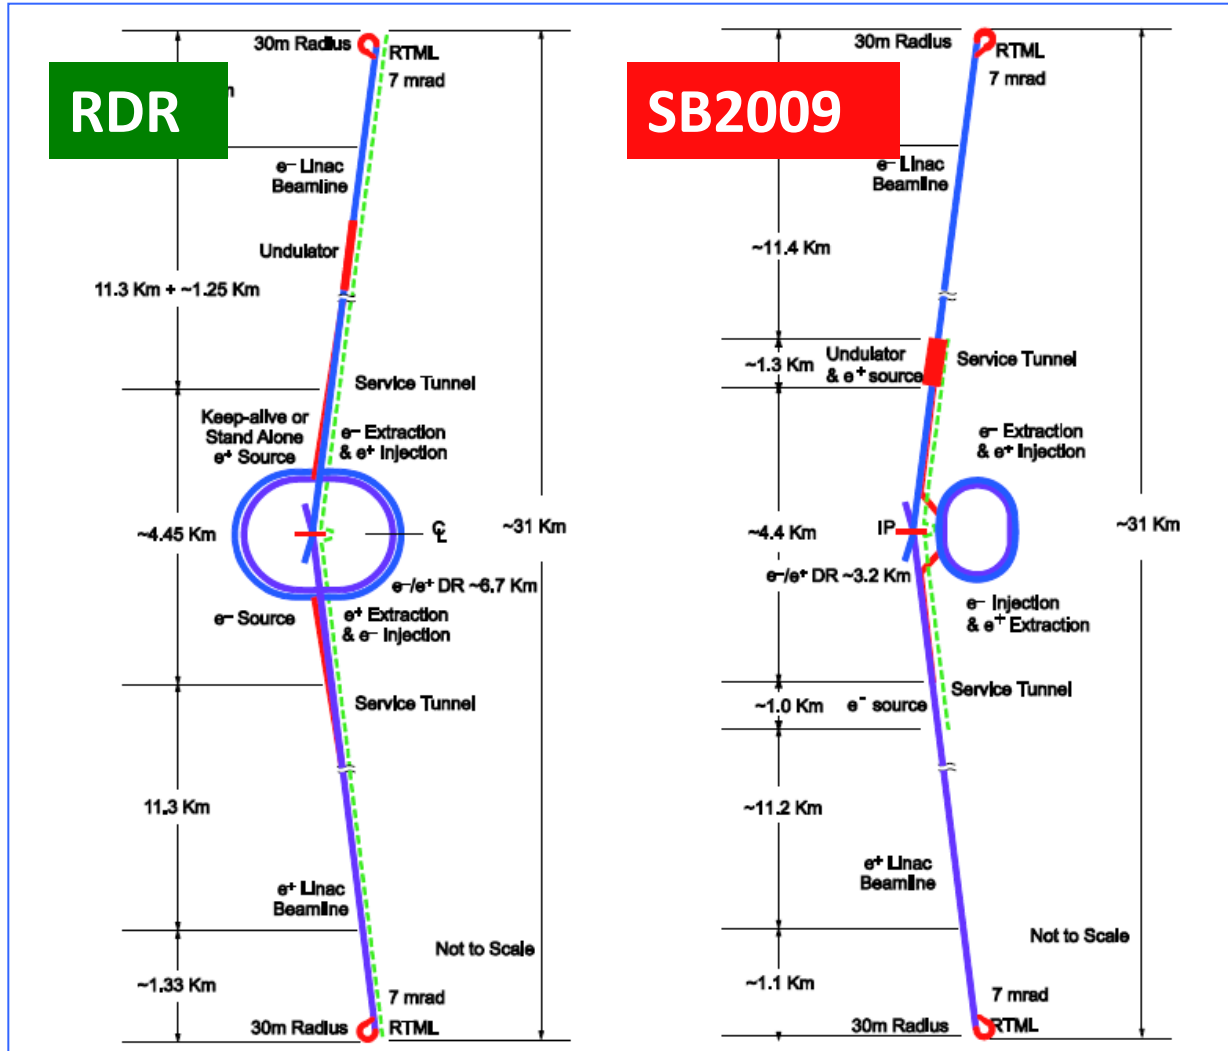 30m Radius
RTML
7 mrad
RDR
e– Linac
Beamline
Undulator
11.3 Km + ~1.25 Km
Service Tunnel
Keep-alive or
Stand Alone
e+ Source
e– Extraction
& e+ Injection
~4.45 Km
℄
~31 Km
e–/e+ DR ~6.7 Km
e– Source
e+ Extraction
& e– Injection
Service Tunnel
11.3 Km
e+ Linac
Beamline
Not to Scale
~1.33 Km
7 mrad
30m Radius
RTML
30m Radius
RTML
7 mrad
SB2009
e– Linac
Beamline
~11.4 Km
~1.3 Km
Undulator
& e+ source
Service Tunnel
e– Extraction
& e+ Injection
IP
~4.4 Km
~31 Km
e–/e+ DR ~3.2 Km
e– Injection
& e+ Extraction
Service Tunnel
~1.0 Km
e- source
~11.2 Km
e+ Linac
Beamline
Not to Scale
~1.1 Km
7 mrad
30m Radius
RTML